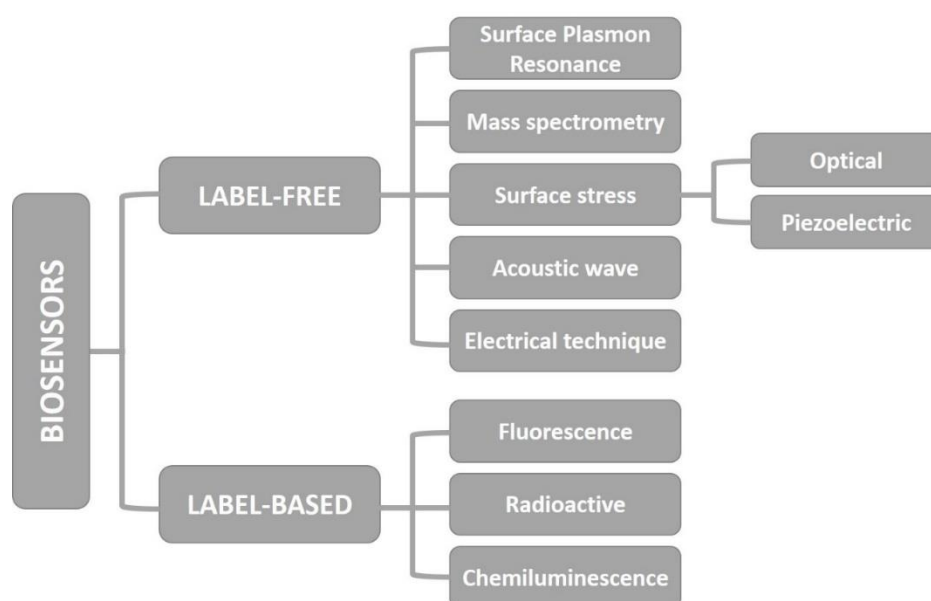 BIOSENSORS
LABEL-FREE
Surface Plasmon
Resonance
Mass spectrometry
Surface stress
Optical
Piezoelectric
Acoustic wave
Electrical technique
LABEL-BASED
Fluorescence
Radioactive
Chemiluminescence